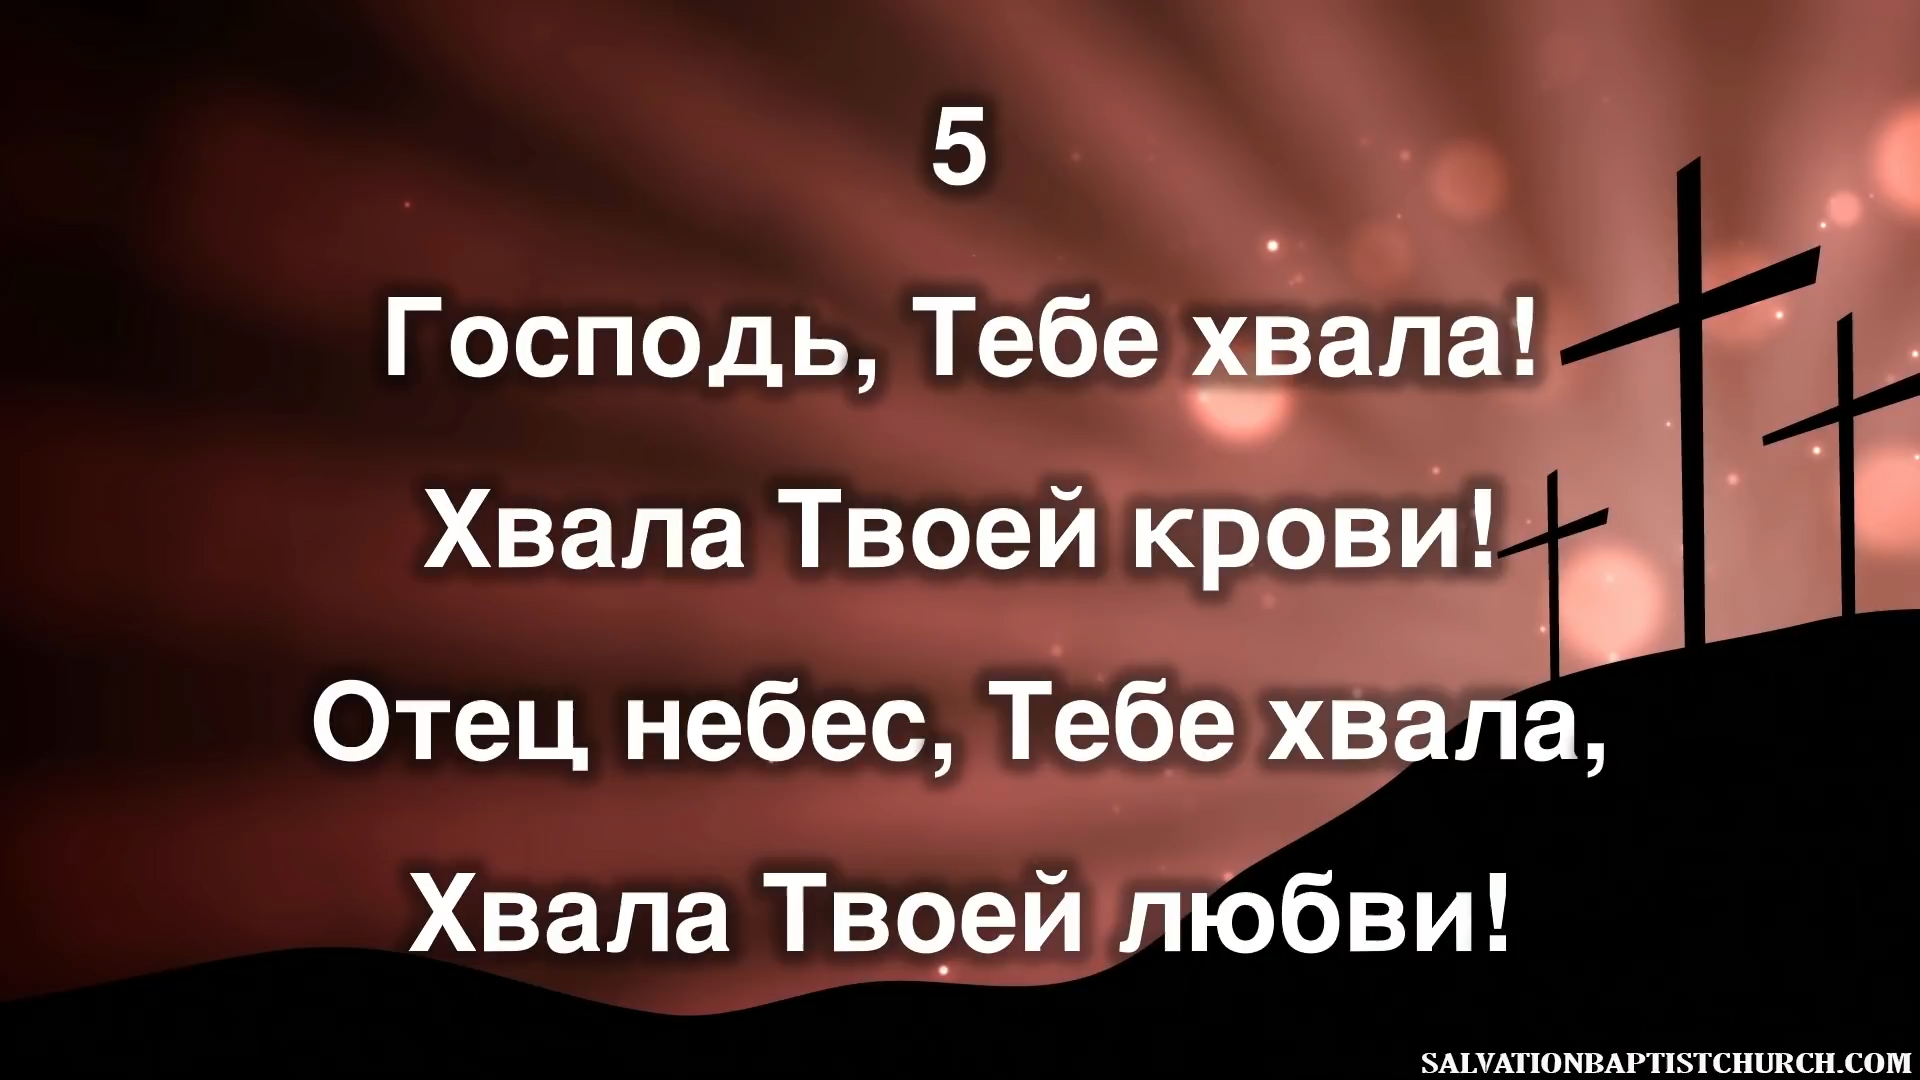 5
Господь, Тебе хвала!
Хвала Твоей крови!
Отец небес, Тебе хвала,
Хвала Твоей любви!
SALVATIONBAPTISTCHURCH.COM